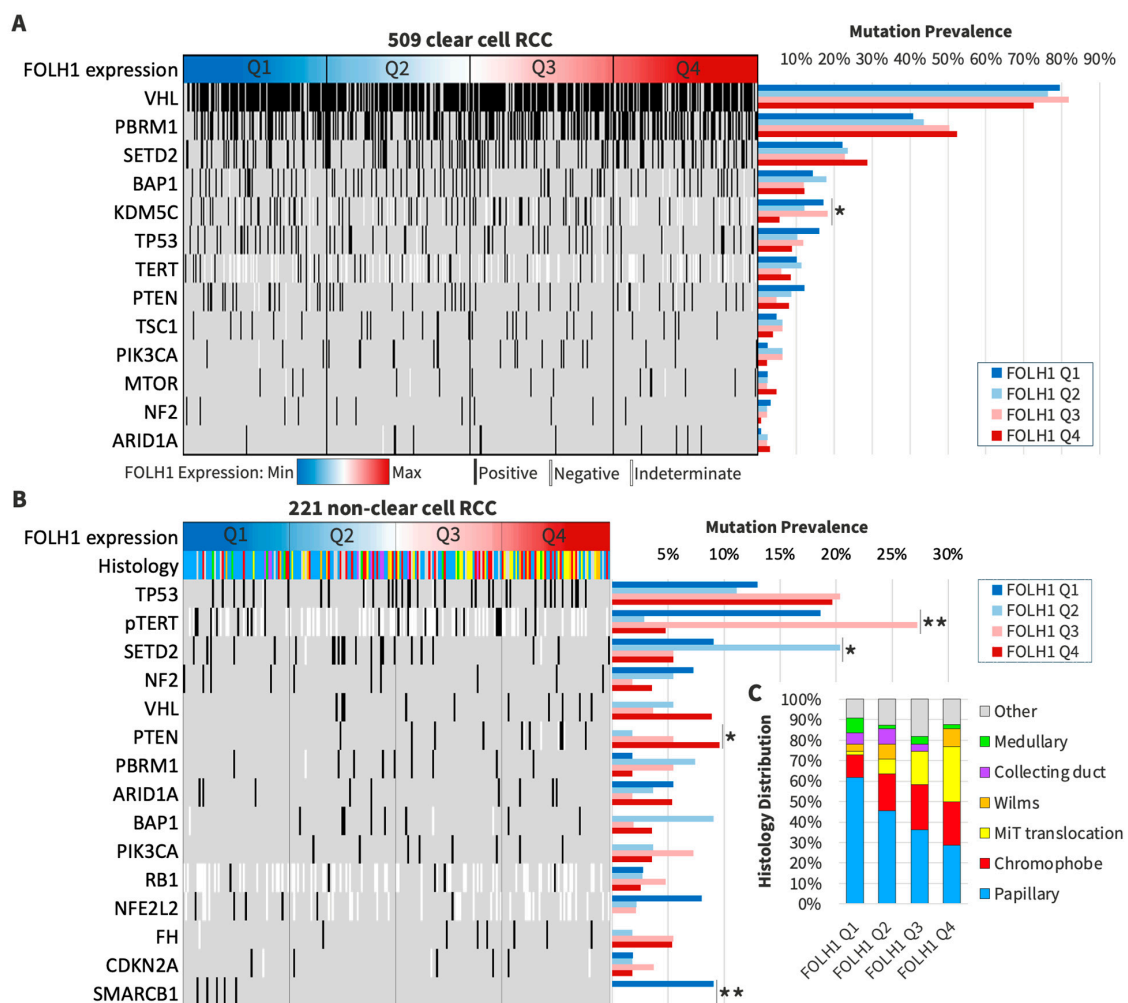 A
509 clear cell RCC
Mutation Prevalence
FOLH1 expression
Q1 Q2 Q3 Q4
10% 20% 30% 40% 50% 60% 70% 80% 90%
VHL
PBRM1
SETD2
BAP1
KDM5C
*
TP53
TERT
PTEN
TSC1
PIK3CA
MTOR
NF2
ARID1A
FOLH1 Q1
FOLH1 Q2
FOLH1 Q3
FOLH1 Q4
FOLH1 Expression: Min Max Positive Negative Indeterminate
B
221 non-clear cell RCC
Mutation Prevalence
FOLH1 expression
Q1 Q2 Q3 Q4
5% 10% 15% 20% 25% 30%
Histology
TP53
pTERT
**
SETD2
*
NF2
VHL
PTEN
*
PBRM1
ARID1A
BAP1
PIK3CA
RB1
NFE2L2
FH
CDKN2A
SMARCB1
**
FOLH1 Q1
FOLH1 Q2
FOLH1 Q3
FOLH1 Q4
C
Histology Distribution
100%
90%
80%
70%
60%
50%
40%
30%
20%
10%
0%
FOLH1 Q1
FOLH1 Q2
FOLH1 Q3
FOLH1 Q4
Other
Medullary
Collecting duct
Wilms
MiT translocation
Chromophobe
Papillary